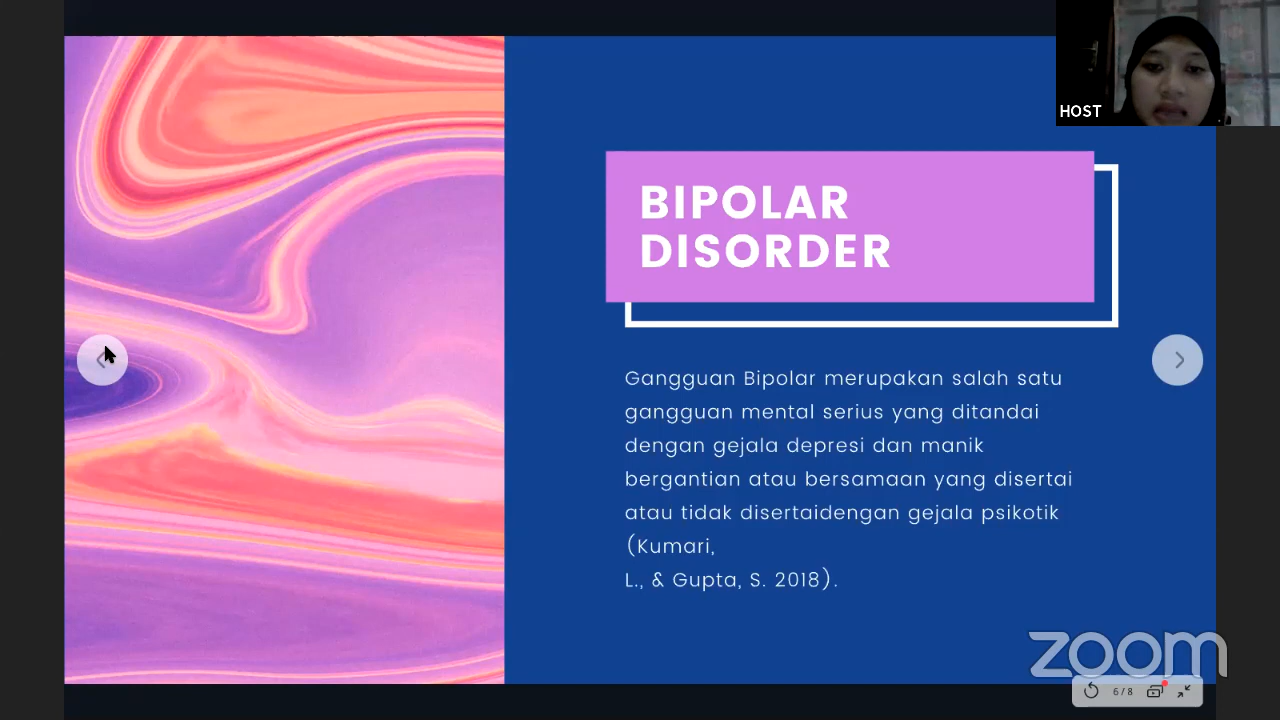 HOST
BIPOLAR
DISORDER
Gangguan Bipolar merupakan salah satu
gangguan mental serius yang ditandai
dengan gejala depresi dan manik
bergantian atau bersamaan yang disertai
atau tidak disertaidengan gejala psikotik
(Kumari,
L., & Gupta, S. 2018).
zoom
6/8